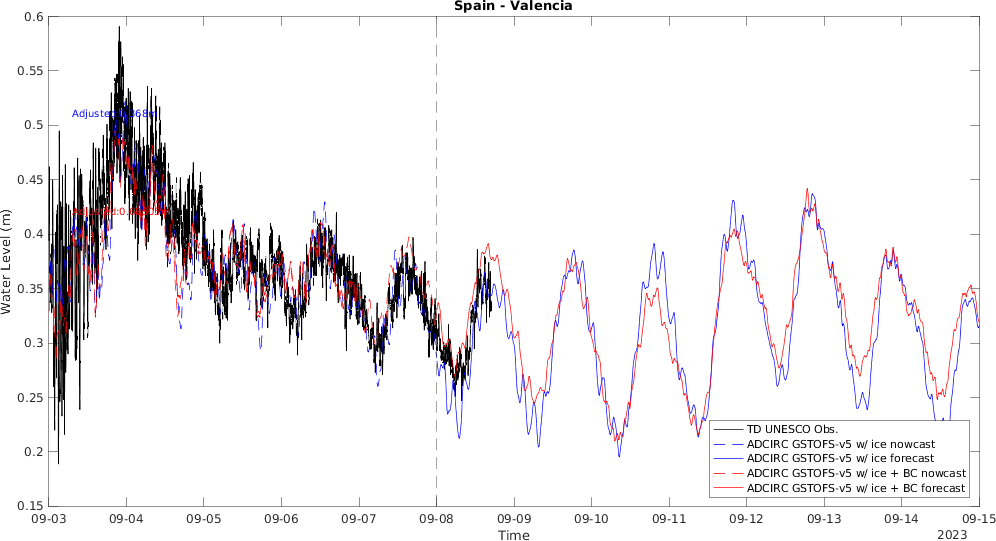 Spain - Valencia
0.6
0.55
0.5
0.45
0.4
0.35
0.3
0.25
0.2
0.15
Water Level (m)
TD UNESCO Obs.
ADCIRC GSTOFS-v5 w/ ice nowcast
ADCIRC GSTOFS-v5 w/ ice forecast
ADCIRC GSTOFS-v5 w/ ice + BC nowcast
ADCIRC GSTOFS-v5 w/ ice + BC forecast
09-03 09-04 09-05 09-06 09-07 09-08 09-09 09-10 09-11 09-12 09-13 09-14 09-15
Time
2023